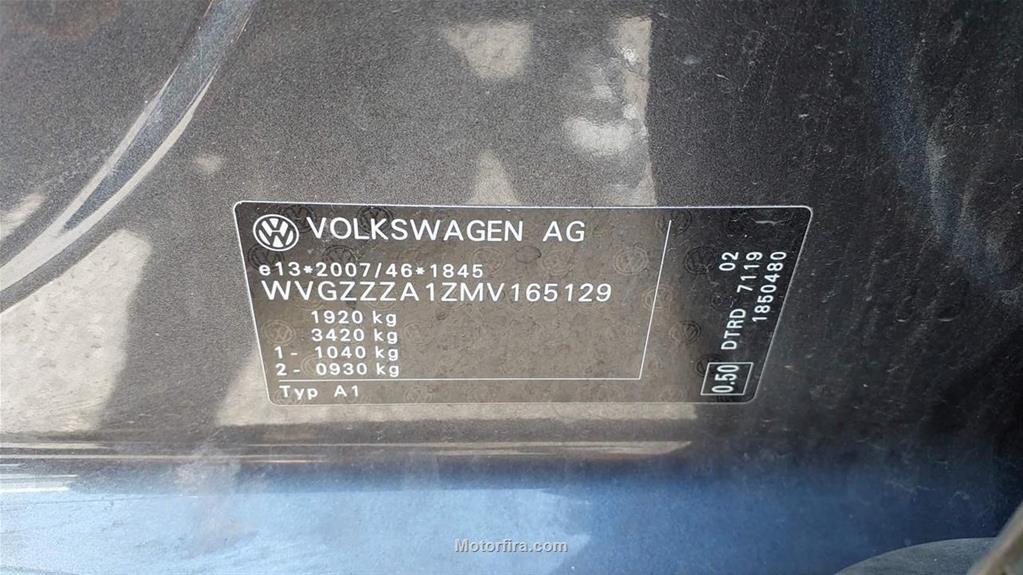 VOLKSWAGEN AG
e13*2007/46*1845
WVGZZZA1ZMV165129
1920 kg
3420 kg
1- 1040 kg
2- 0930 kg
Typ A1
0.50 DTRD 7119 02
1850480
Motorfira.com